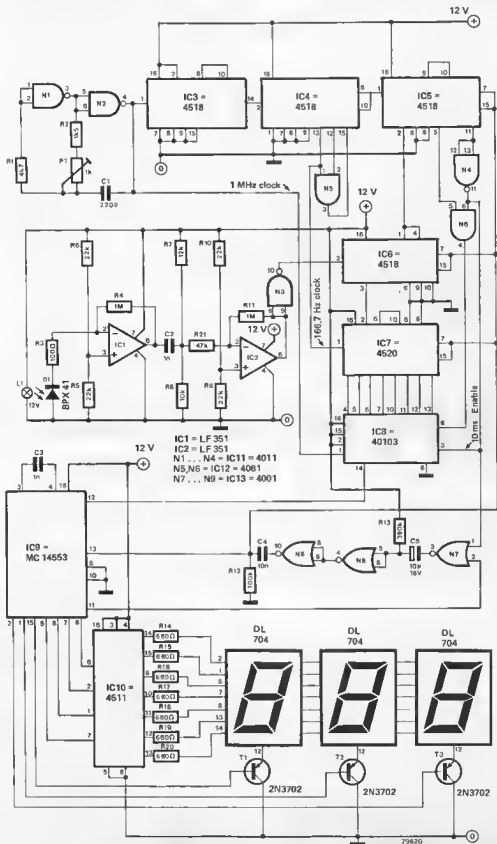 12 V
IC3 = 4518
IC4 = 4518
IC5 = 4518
N1
N2
R2
1k5
P1
1k
R1
4k7
C1
220p
N5
N4
N6
1 MHz clock
166,7 Hz clock
12 V
IC6 = 4518
IC7 = 4520
IC8 = 40103
10 ms Enable
R6
22k
R7
12k
R10
22k
R4
1M
R11
1M
N3
12 V
R3
100Ω
D1
BPX 41
L1
12V
IC1
C2
1n
R21
47k
IC2
R5
22k
R8
10k
R9
22k
IC1 = LF 351
IC2 = LF 351
N1 . . . N4 = IC11 = 4011
N5,N6 = IC12 = 4081
N7 . . . N9 = IC13 = 4001
12 V
C3
1n
IC9 = MC 14553
R13
390k
C4
10n
R12
100k
N8
C5
10µ
16V
N7
IC10 = 4511
R14
680Ω
R15
680Ω
R16
680Ω
R17
680Ω
R18
680Ω
R19
680Ω
R20
680Ω
DL 704
DL 704
DL 704
T1
2N3702
T2
2N3702
T3
2N3702
79620